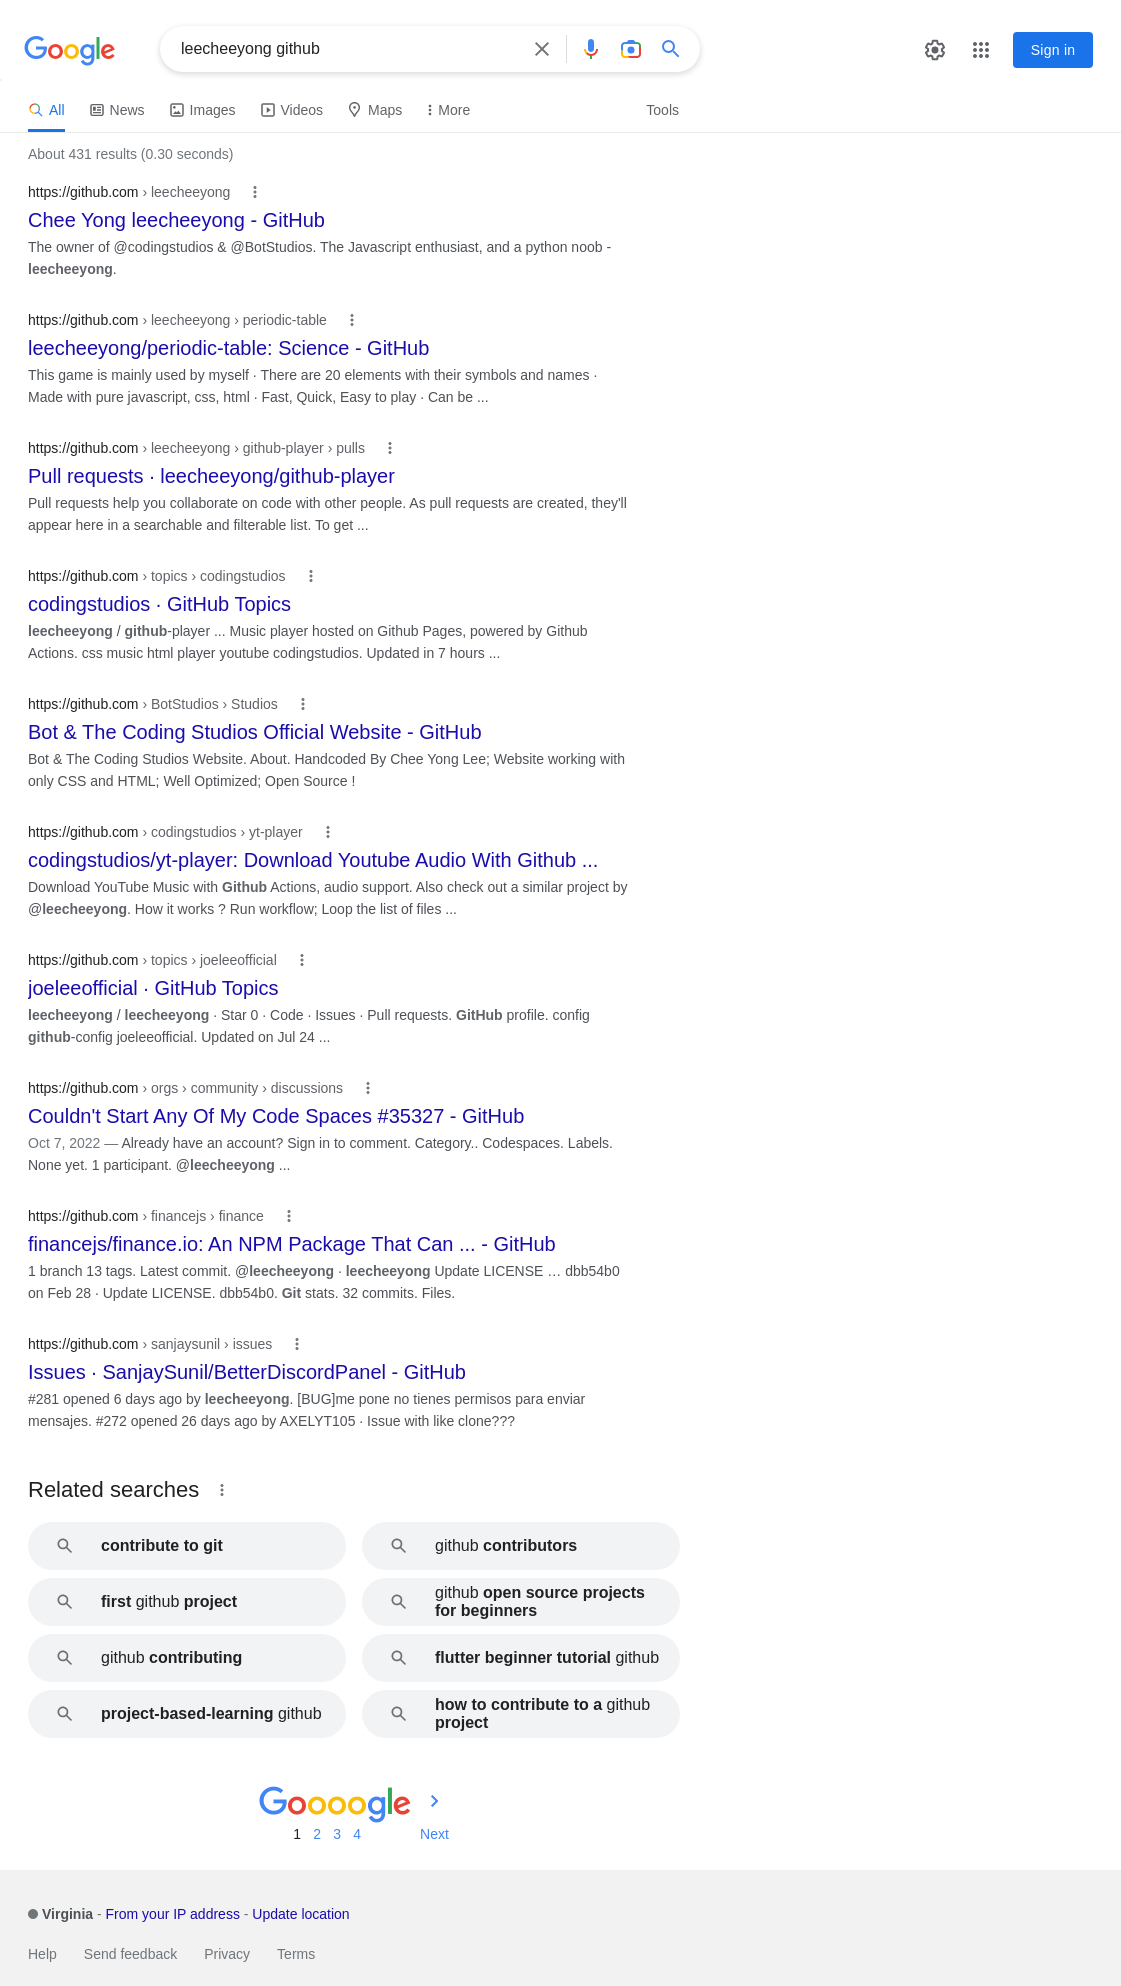 Google
leecheeyong github
Sign in
All
News
Images
Videos
Maps
More
Tools
About 431 results (0.30 seconds)
https://github.com › leecheeyong
Chee Yong leecheeyong - GitHub
The owner of @codingstudios & @BotStudios. The Javascript enthusiast, and a python noob -
leecheeyong.
https://github.com › leecheeyong › periodic-table
leecheeyong/periodic-table: Science - GitHub
This game is mainly used by myself · There are 20 elements with their symbols and names ·
Made with pure javascript, css, html · Fast, Quick, Easy to play · Can be ...
https://github.com › leecheeyong › github-player › pulls
Pull requests · leecheeyong/github-player
Pull requests help you collaborate on code with other people. As pull requests are created, they'll
appear here in a searchable and filterable list. To get ...
https://github.com › topics › codingstudios
codingstudios · GitHub Topics
leecheeyong / github-player ... Music player hosted on Github Pages, powered by Github
Actions. css music html player youtube codingstudios. Updated in 7 hours ...
https://github.com › BotStudios › Studios
Bot & The Coding Studios Official Website - GitHub
Bot & The Coding Studios Website. About. Handcoded By Chee Yong Lee; Website working with
only CSS and HTML; Well Optimized; Open Source !
https://github.com › codingstudios › yt-player
codingstudios/yt-player: Download Youtube Audio With Github ...
Download YouTube Music with Github Actions, audio support. Also check out a similar project by
@leecheeyong. How it works ? Run workflow; Loop the list of files ...
https://github.com › topics › joeleeofficial
joeleeofficial · GitHub Topics
leecheeyong / leecheeyong · Star 0 · Code · Issues · Pull requests. GitHub profile. config
github-config joeleeofficial. Updated on Jul 24 ...
https://github.com › orgs › community › discussions
Couldn't Start Any Of My Code Spaces #35327 - GitHub
Oct 7, 2022 — Already have an account? Sign in to comment. Category.. Codespaces. Labels.
None yet. 1 participant. @leecheeyong ...
https://github.com › financejs › finance
financejs/finance.io: An NPM Package That Can ... - GitHub
1 branch 13 tags. Latest commit. @leecheeyong · leecheeyong Update LICENSE … dbb54b0
on Feb 28 · Update LICENSE. dbb54b0. Git stats. 32 commits. Files.
https://github.com › sanjaysunil › issues
Issues · SanjaySunil/BetterDiscordPanel - GitHub
#281 opened 6 days ago by leecheeyong. [BUG]me pone no tienes permisos para enviar
mensajes. #272 opened 26 days ago by AXELYT105 · Issue with like clone???
Related searches
contribute to git
github contributors
first github project
github open source projects
for beginners
github contributing
flutter beginner tutorial github
project-based-learning github
how to contribute to a github
project
Goooogle
1 2 3 4 Next
Virginia - From your IP address - Update location
Help Send feedback Privacy Terms